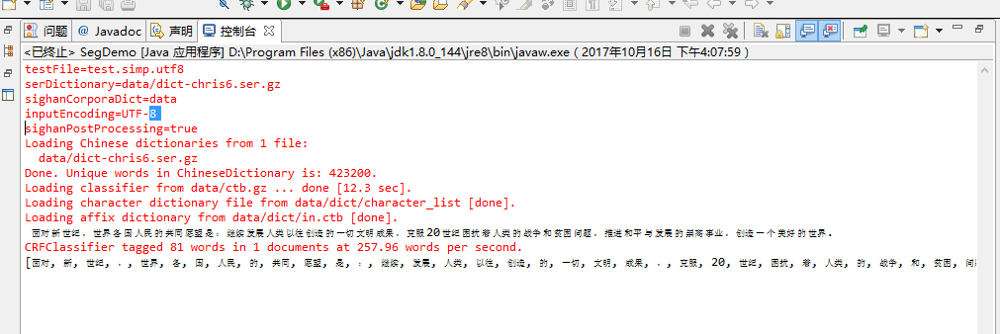 问题 @ Javadoc 声明 控制台
<已终止> SegDemo [Java 应用程序] D:\Program Files (x86)\Java\jdk1.8.0_144\jre8\bin\javaw.exe ( 2017年10月16日 下午4:07:59 )
testFile=test.simp.utf8
serDictionary=data/dict-chris6.ser.gz
sighanCorporaDict=data
inputEncoding=UTF-8
sighanPostProcessing=true
Loading Chinese dictionaries from 1 file:
data/dict-chris6.ser.gz
Done. Unique words in ChineseDictionary is: 423200.
Loading classifier from data/ctb.gz ... done [12.3 sec].
Loading character dictionary file from data/dict/character_list [done].
Loading affix dictionary from data/dict/in.ctb [done].
面对新世纪，世界各国人民的共同愿望是：继续发展人类以往创造的一切文明成果，克服20世纪困扰着人类的战争和贫困问题，推进和平与发展的崇高事业，创造一个美好的世界。
CRFClassifier tagged 81 words in 1 documents at 257.96 words per second.
[面对, 新, 世纪, ，, 世界, 各, 国, 人民, 的, 共同, 愿望, 是, ：, 继续, 发展, 人类, 以往, 创造, 的, 一切, 文明, 成果, ，, 克服, 20, 世纪, 困扰, 着, 人类, 的, 战争, 和, 贫困, 问